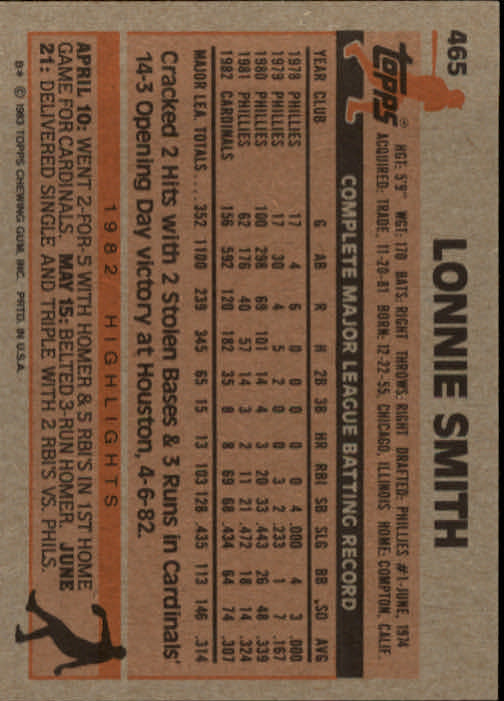 465
LONNIE SMITH
topps®
HGT: 5'9" WGT: 170 BATS: RIGHT THROWS: RIGHT DRAFTED: PHILLIES #1-JUNE, 1974
ACQUIRED: TRADE, 11-20-81 BORN: 12-22-55, CHICAGO, ILLINOIS HOME: COMPTON, CALIF
COMPLETE MAJOR LEAGUE BATTING RECORD
YEAR CLUB G AB R H 2B 3B HR RBI SB SLG BB SO AVG
1978 PHILLIES 17 4 6 0 0 0 0 0 4 .000 4 3 .000
1979 PHILLIES 17 30 4 5 2 0 0 3 2 .233 1 7 .167
1980 PHILLIES 100 298 69 101 14 4 3 20 33 .443 26 48 .339
1981 PHILLIES 62 176 40 57 14 3 2 11 21 .472 18 14 .324
1982 CARDINALS 156 592 120 182 35 8 8 69 68 .434 64 74 .307
MAJOR LEA. TOTALS .... 352 1100 239 345 65 15 13 103 128 .435 113 146 .314
Cracked 2 Hits with 2 Stolen Bases & 3 Runs in Cardinals'
14-3 Opening Day victory at Houston, 4-6-82.
1982 HIGHLIGHTS
APRIL 10: WENT 2-FOR-5 WITH HOMER & 5 RBI'S IN 1ST HOME
GAME FOR CARDINALS. MAY 15: BELTED 3-RUN HOMER. JUNE
21: DELIVERED SINGLE AND TRIPLE WITH 2 RBI'S VS. PHILS.
B* © 1983 TOPPS CHEWING GUM, INC. PRTD. IN U.S.A.